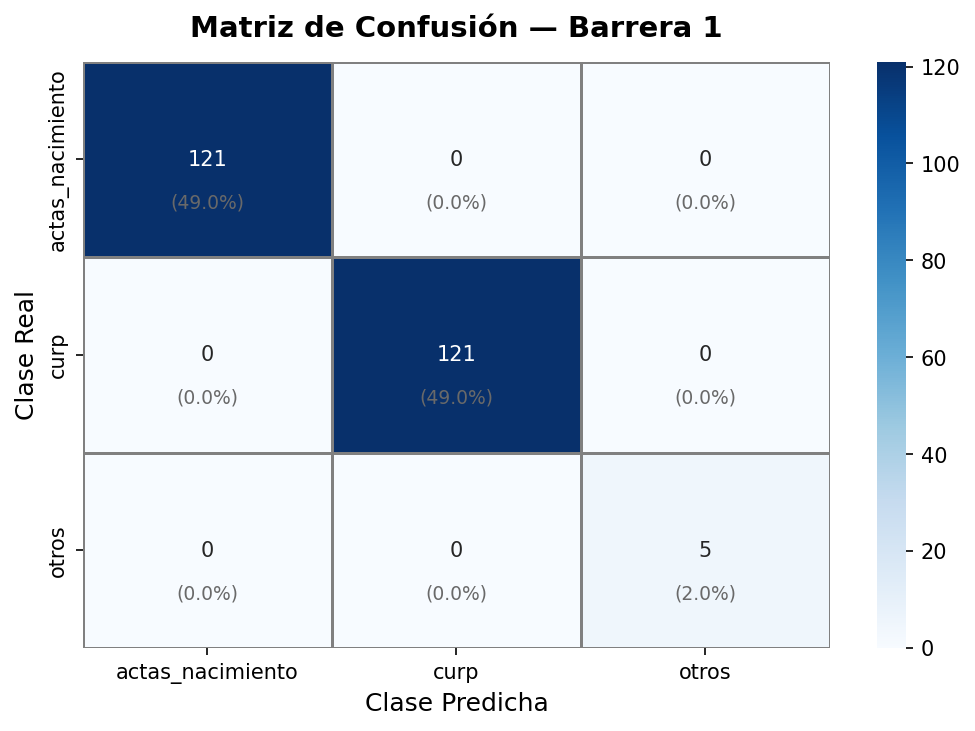 Matriz de Confusión — Barrera 1
Clase Real
actas_nacimiento
121
(49.0%)
0
(0.0%)
0
(0.0%)
curp
0
(0.0%)
121
(49.0%)
0
(0.0%)
otros
0
(0.0%)
0
(0.0%)
5
(2.0%)
actas_nacimiento
curp
otros
Clase Predicha
120
100
80
60
40
20
0